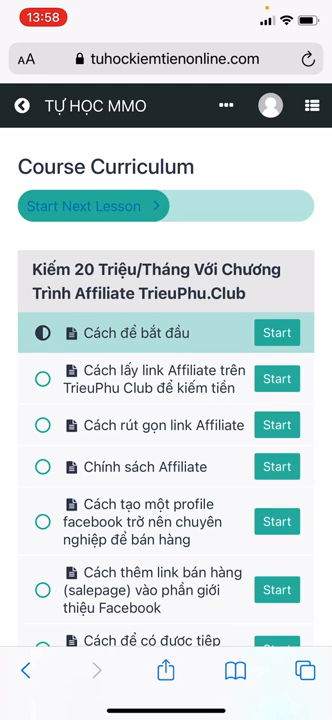 13:58
AA tuhockiemtienonline.com
TỰ HỌC MMO
Course Curriculum
Start Next Lesson
Kiếm 20 Triệu/Tháng Với Chương
Trình Affiliate TrieuPhu.Club
Cách để bắt đầu Start
Cách lấy link Affiliate trên
TrieuPhu Club để kiếm tiền Start
Cách rút gọn link Affiliate Start
Chính sách Affiliate Start
Cách tạo một profile
facebook trở nên chuyên
nghiệp để bán hàng Start
Cách thêm link bán hàng
(salepage) vào phần giới
thiệu Facebook Start
Cách để có được tiếp